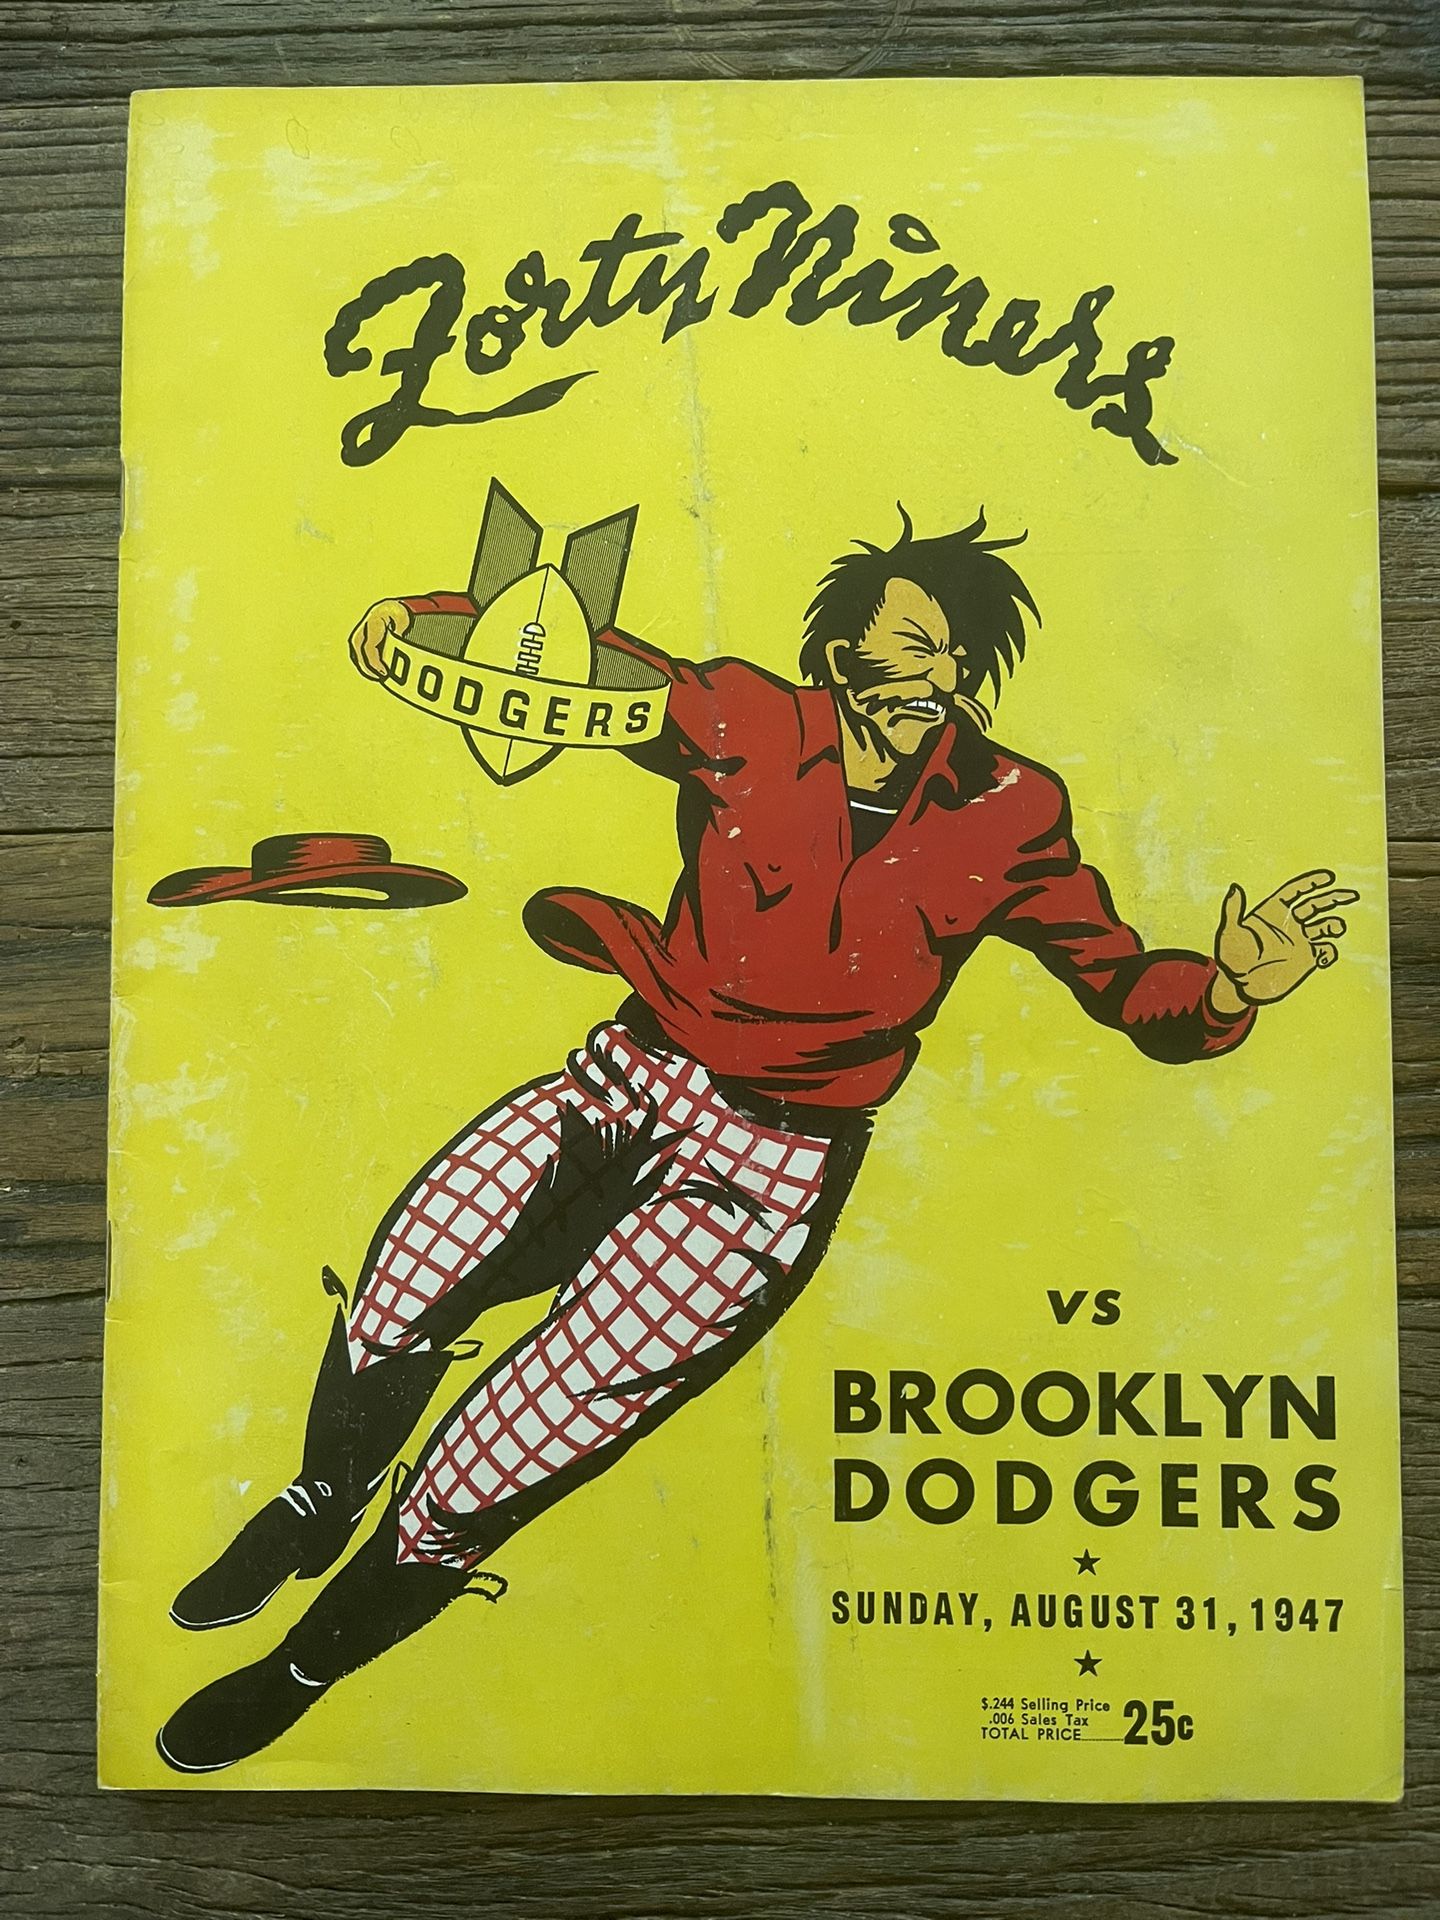 Forty Niners
DODGERS
VS
BROOKLYN
DODGERS
★
SUNDAY, AUGUST 31, 1947
★
$.244 Selling Price
.006 Sales Tax
TOTAL PRICE........ 25c